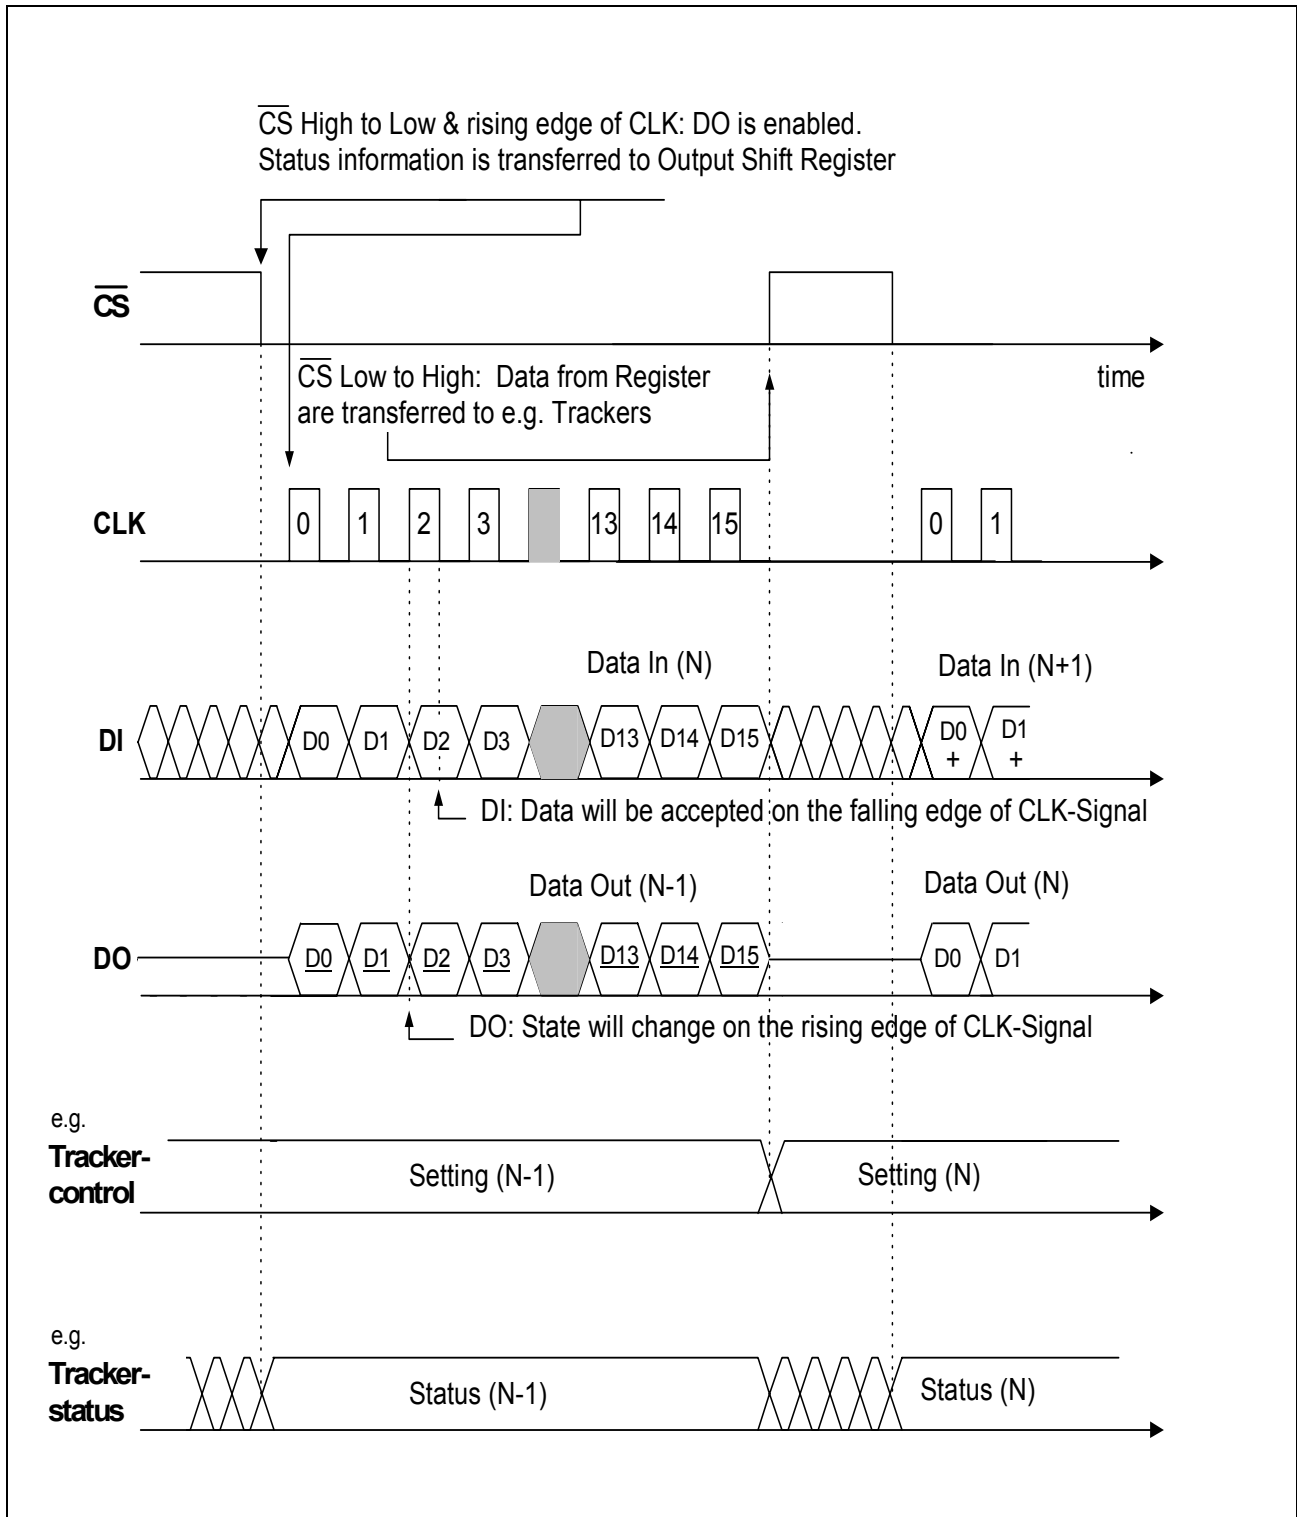 CS High to Low & rising edge of CLK: DO is enabled.
Status information is transferred to Output Shift Register
CS
CS Low to High: Data from Register
are transferred to e.g. Trackers
time
CLK
0 1 2 3 13 14 15 0 1
Data In (N) Data In (N+1)
DI
D0 D1 D2 D3 D13 D14 D15 D0 + D1 +
DI: Data will be accepted on the falling edge of CLK-Signal
Data Out (N-1) Data Out (N)
DO
D0 D1 D2 D3 D13 D14 D15 D0 D1
DO: State will change on the rising edge of CLK-Signal
e.g.
Tracker-
control
Setting (N-1) Setting (N)
e.g.
Tracker-
status
Status (N-1) Status (N)